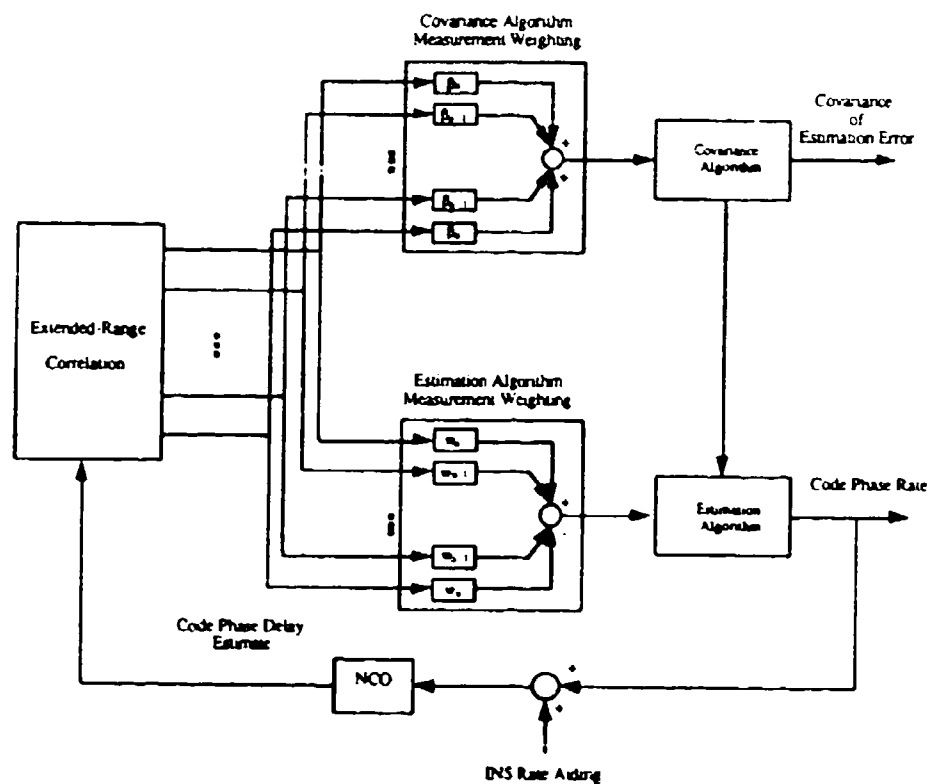 Covariance Algorithm
Measurement Weighting
Covariance
of
Estimation Error
Covariance
Algorithm
Extended-Range
Correlation
Estimation Algorithm
Measurement Weighting
Estimation
Algorithm
Code Phase Rate
Code Phase Delay
Estimate
NCO
INS Rate Aiding